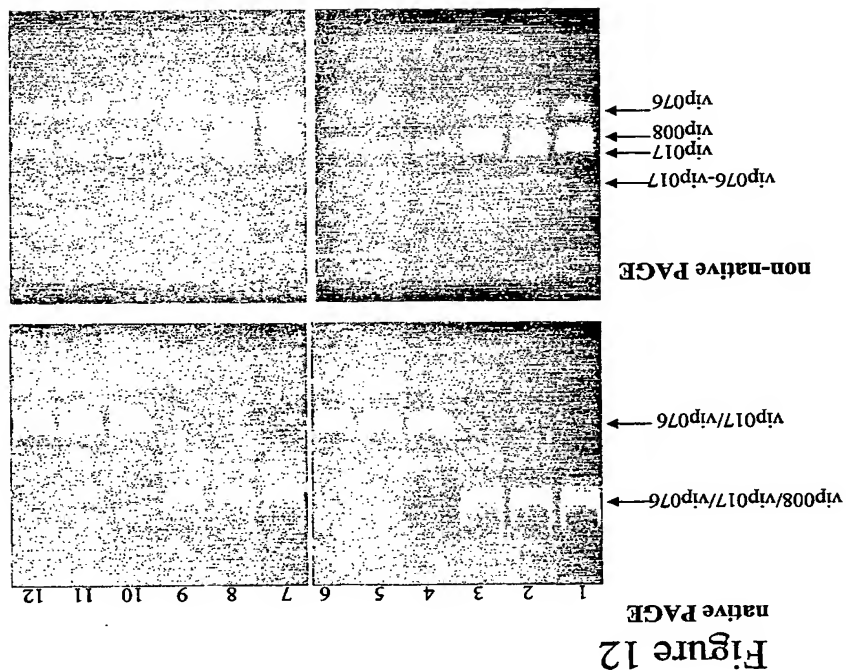 Figure 12
native PAGE
1 2 3 4 5 6 7 8 9 10 11 12
vip008/vip017/vip076
vip017/vip076
non-native PAGE
vip076-vip017
vip017
vip008
vip076